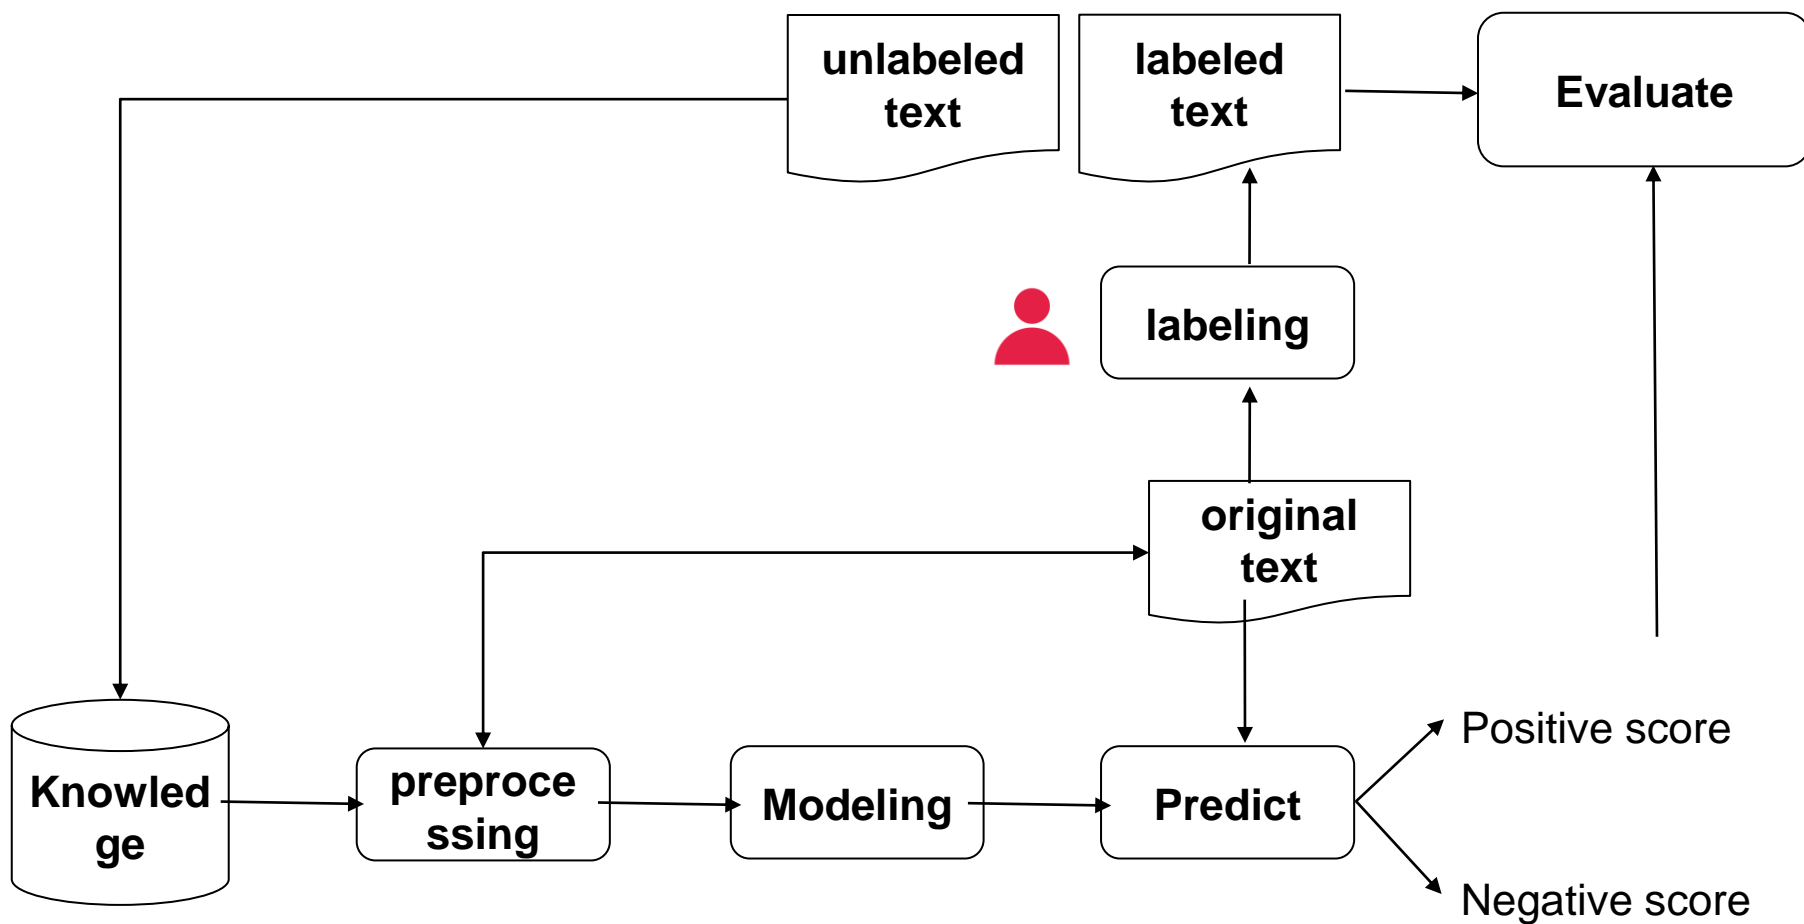 unlabeled
text
labeled
text
Evaluate
labeling
original
text
Knowled
ge
preproce
ssing
Modeling
Predict
Positive score
Negative score